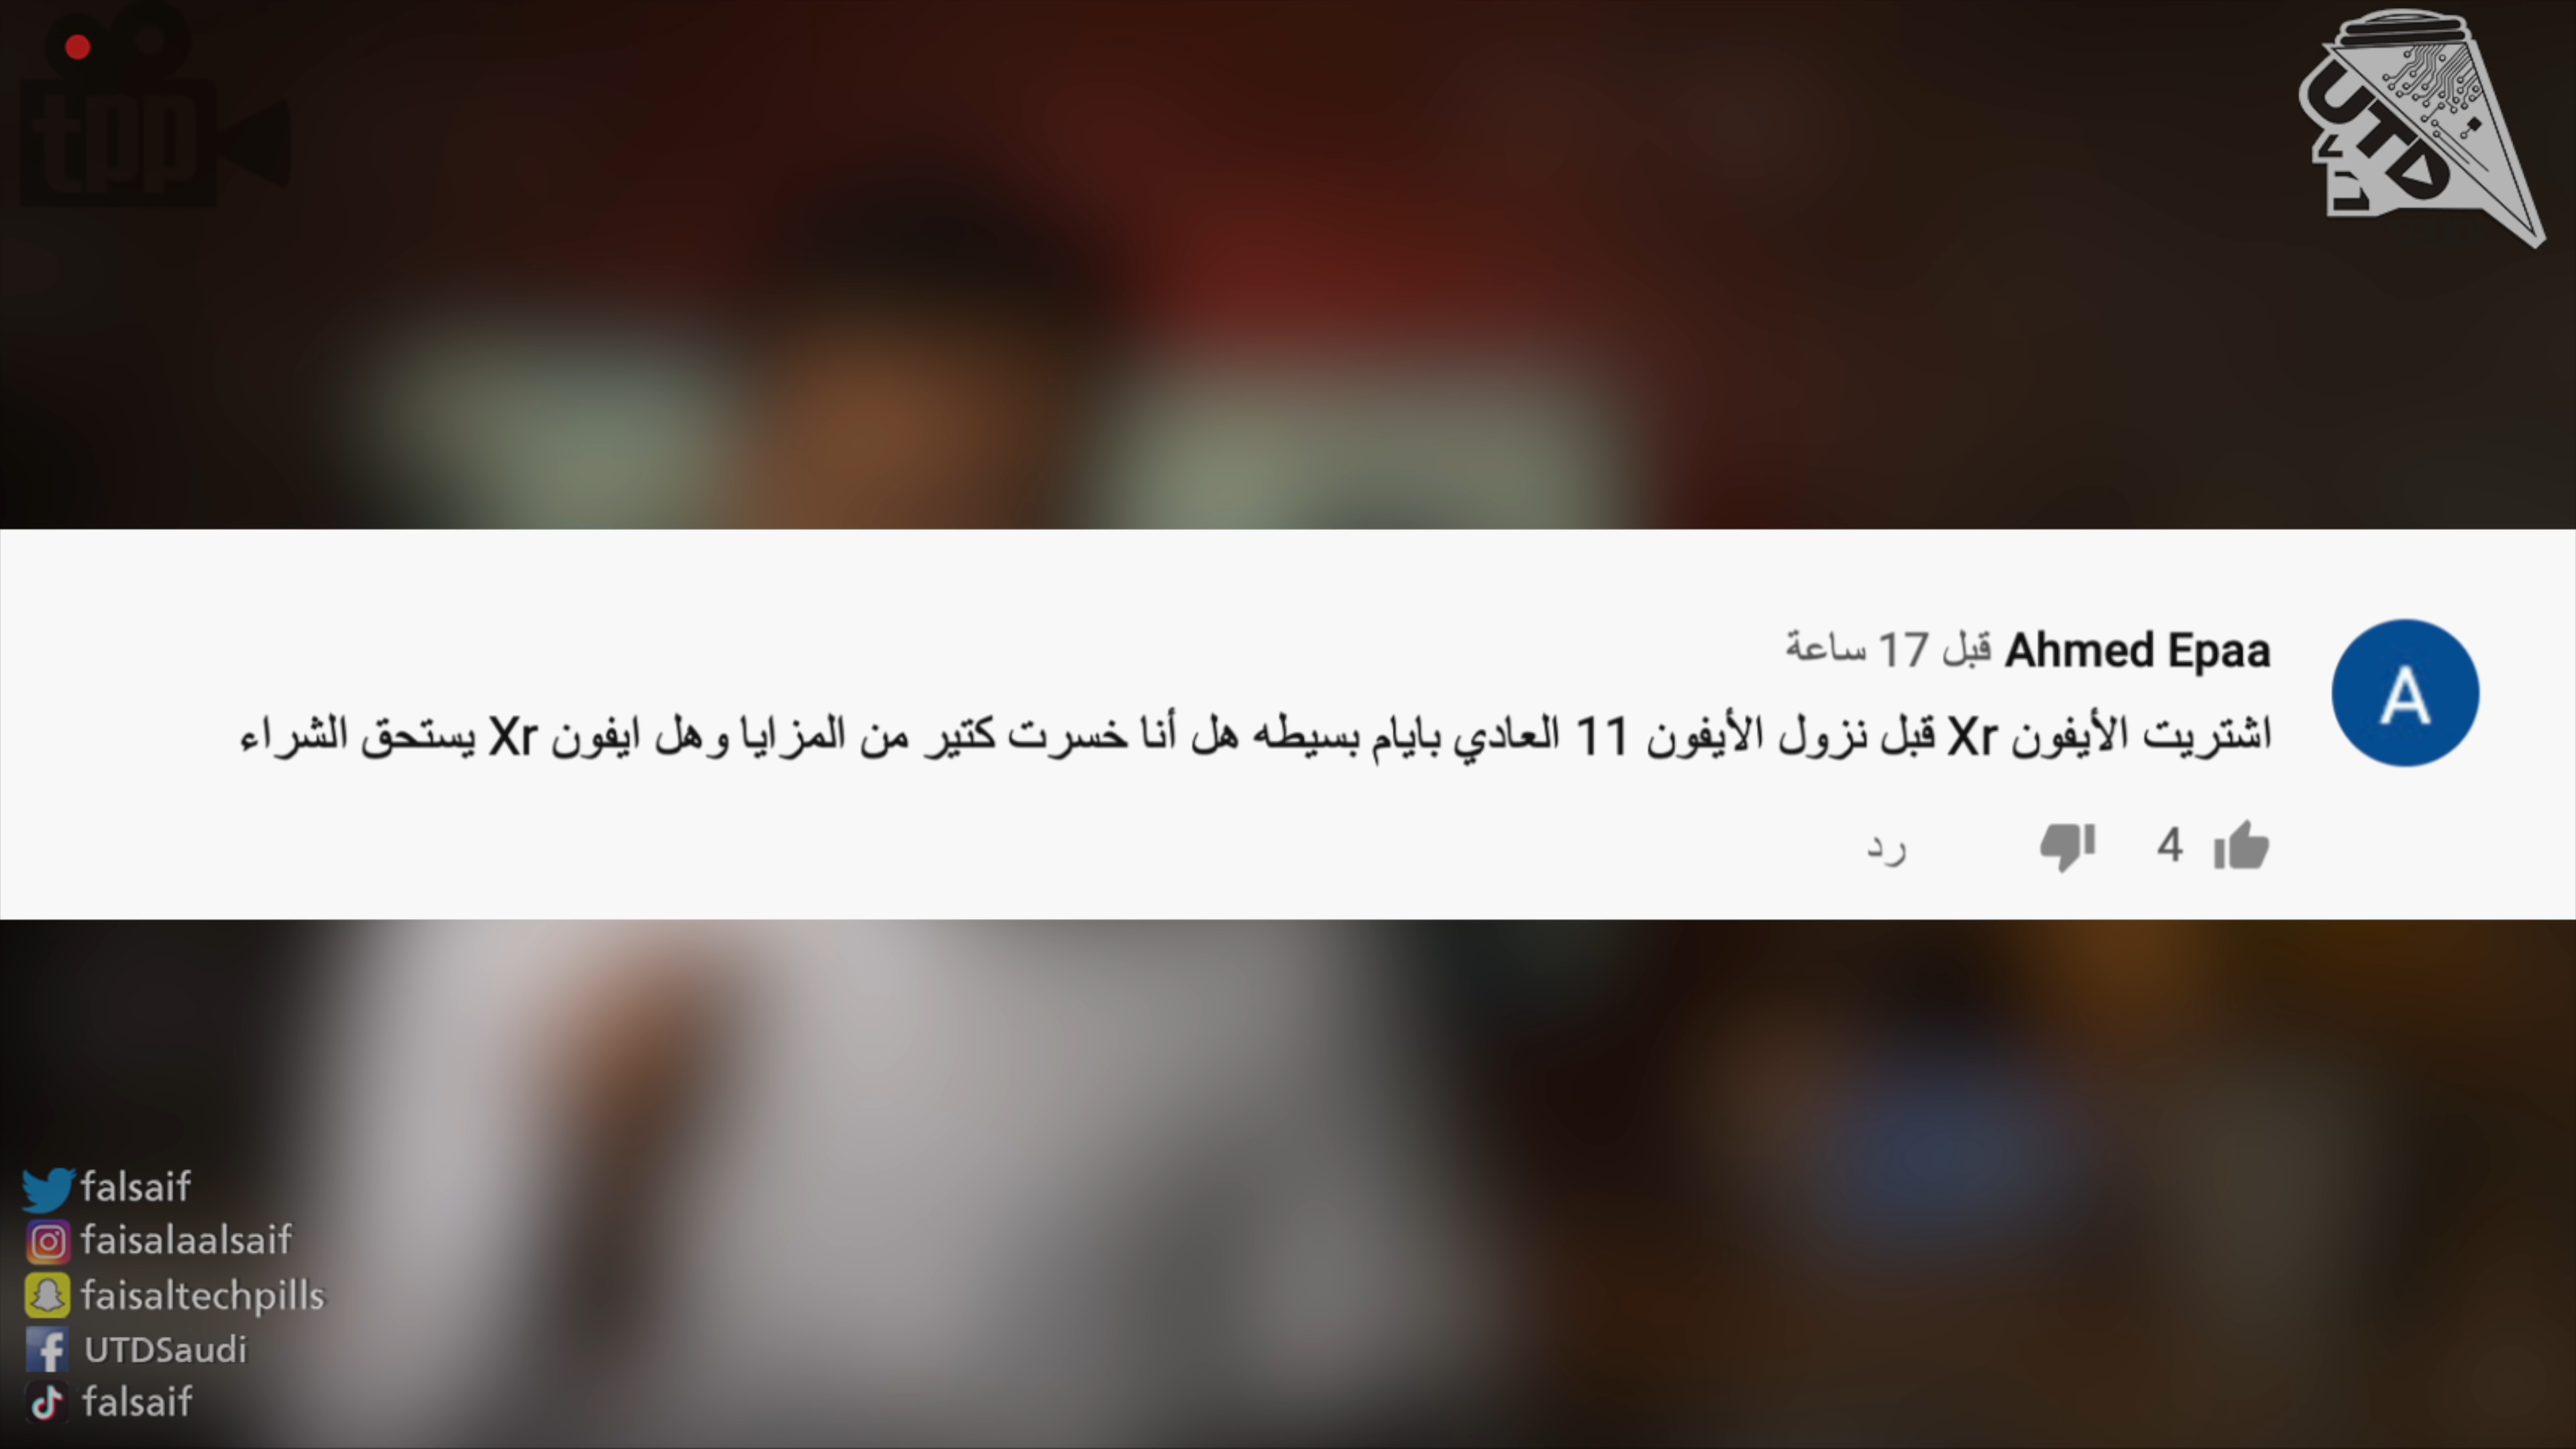 tpp
UTD
Ahmed Epaa قبل 17 ساعة
A
اشتريت الأيفون Xr قبل نزول الأيفون 11 العادي بايام بسيطه هل أنا خسرت كتير من المزايا وهل ايفون Xr يستحق الشراء
4
رد
falsaif
faisalaalsaif
faisaltechpills
UTDSaudi
falsaif